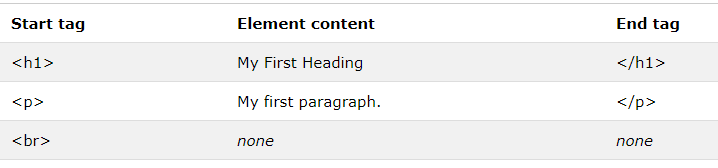 Start tag Element content End tag
<h1> My First Heading </h1>
<p> My first paragraph. </p>
<br> none none